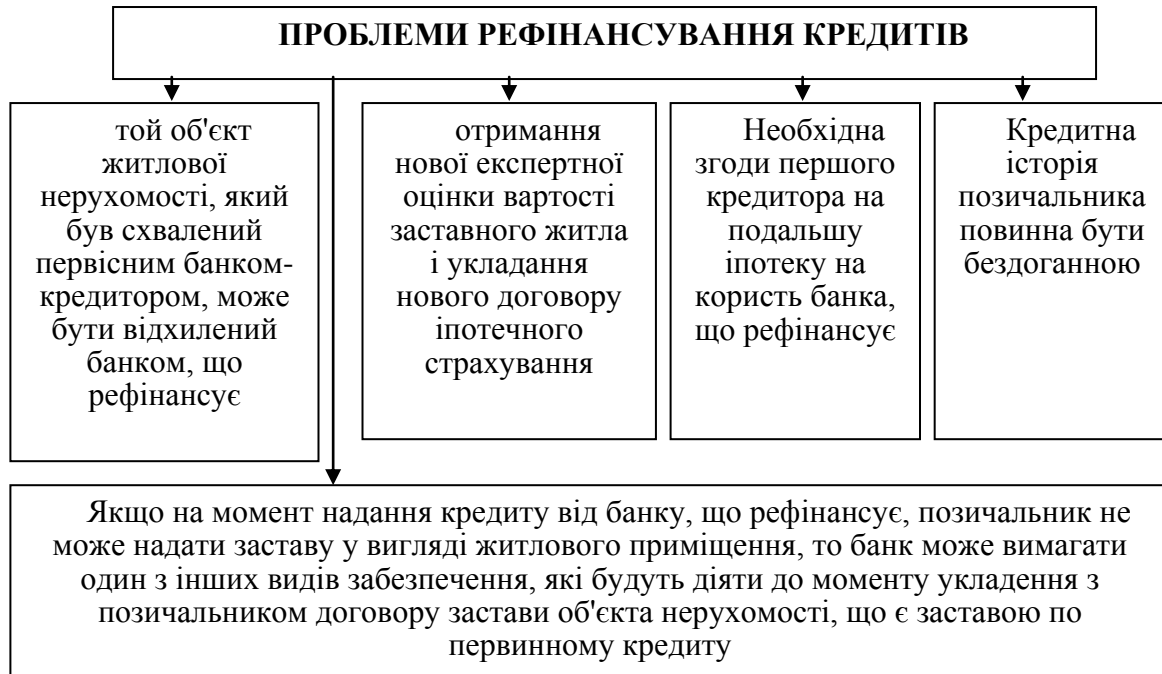 ПРОБЛЕМИ РЕФІНАНСУВАННЯ КРЕДИТІВ
той об'єкт
житлової
нерухомості, який
був схвалений
первісним банком-
кредитором, може
бути відхилений
банком, що
рефінансує
отримання
нової експертної
оцінки вартості
заставного житла
і укладання
нового договору
іпотечного
страхування
Необхідна
згоди першого
кредитора на
подальшу
іпотеку на
користь банка,
що рефінансує
Кредитна
історія
позичальника
повинна бути
бездоганною
Якщо на момент надання кредиту від банку, що рефінансує, позичальник не
може надати заставу у вигляді житлового приміщення, то банк може вимагати
один з інших видів забезпечення, які будуть діяти до моменту укладення з
позичальником договору застави об'єкта нерухомості, що є заставою по
первинному кредиту